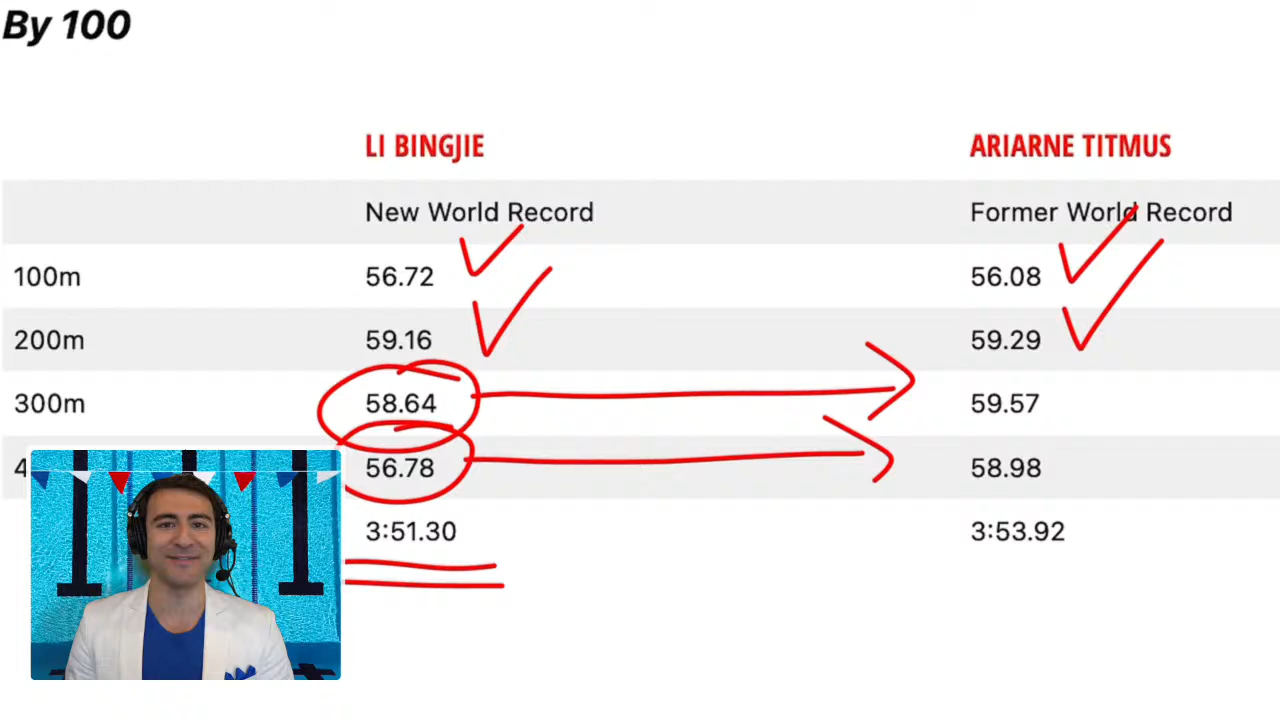 By 100
LI BINGJIE ARIARNE TITMUS
New World Record Former World Record
100m 56.72 56.08
200m 59.16 59.29
300m 58.64 59.57
4 56.78 58.98
3:51.30 3:53.92